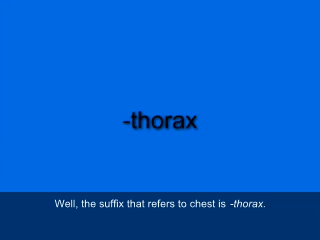 -thorax
Well, the suffix that refers to chest is -thorax.